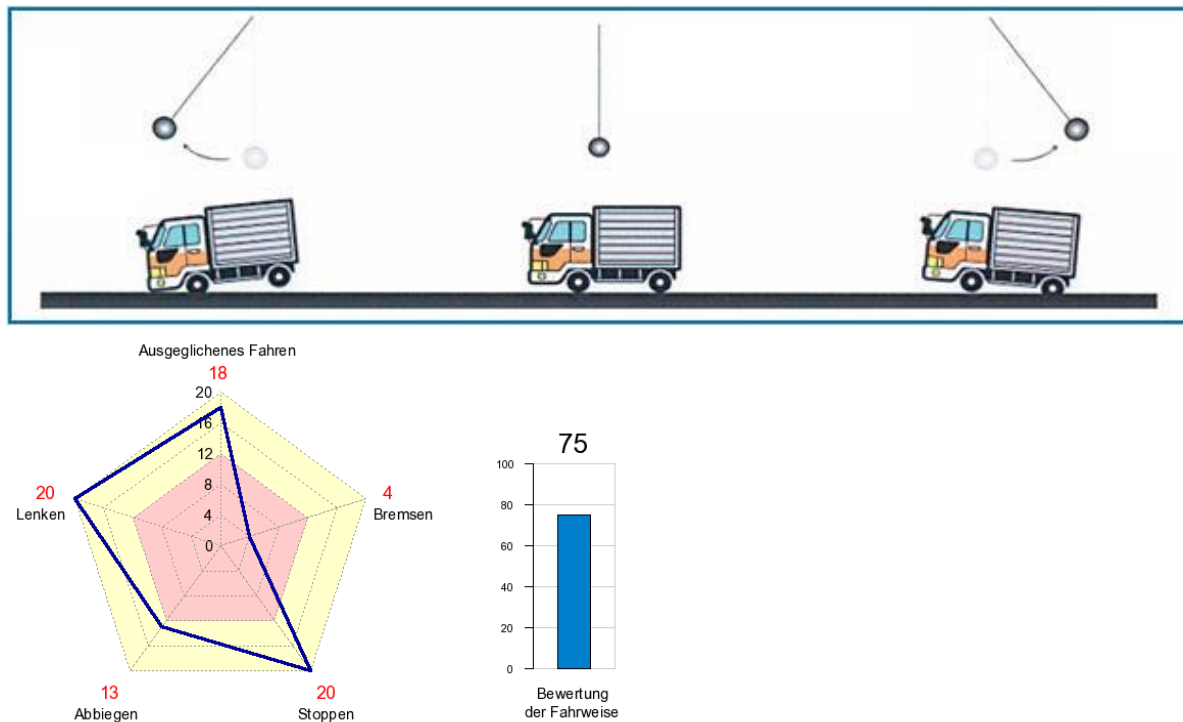 Ausgeglichenes Fahren
18
20
16
12
8
4
0
20
Lenken
4
Bremsen
13
Abbiegen
20
Stoppen
75
100
80
60
40
20
0
Bewertung
der Fahrweise